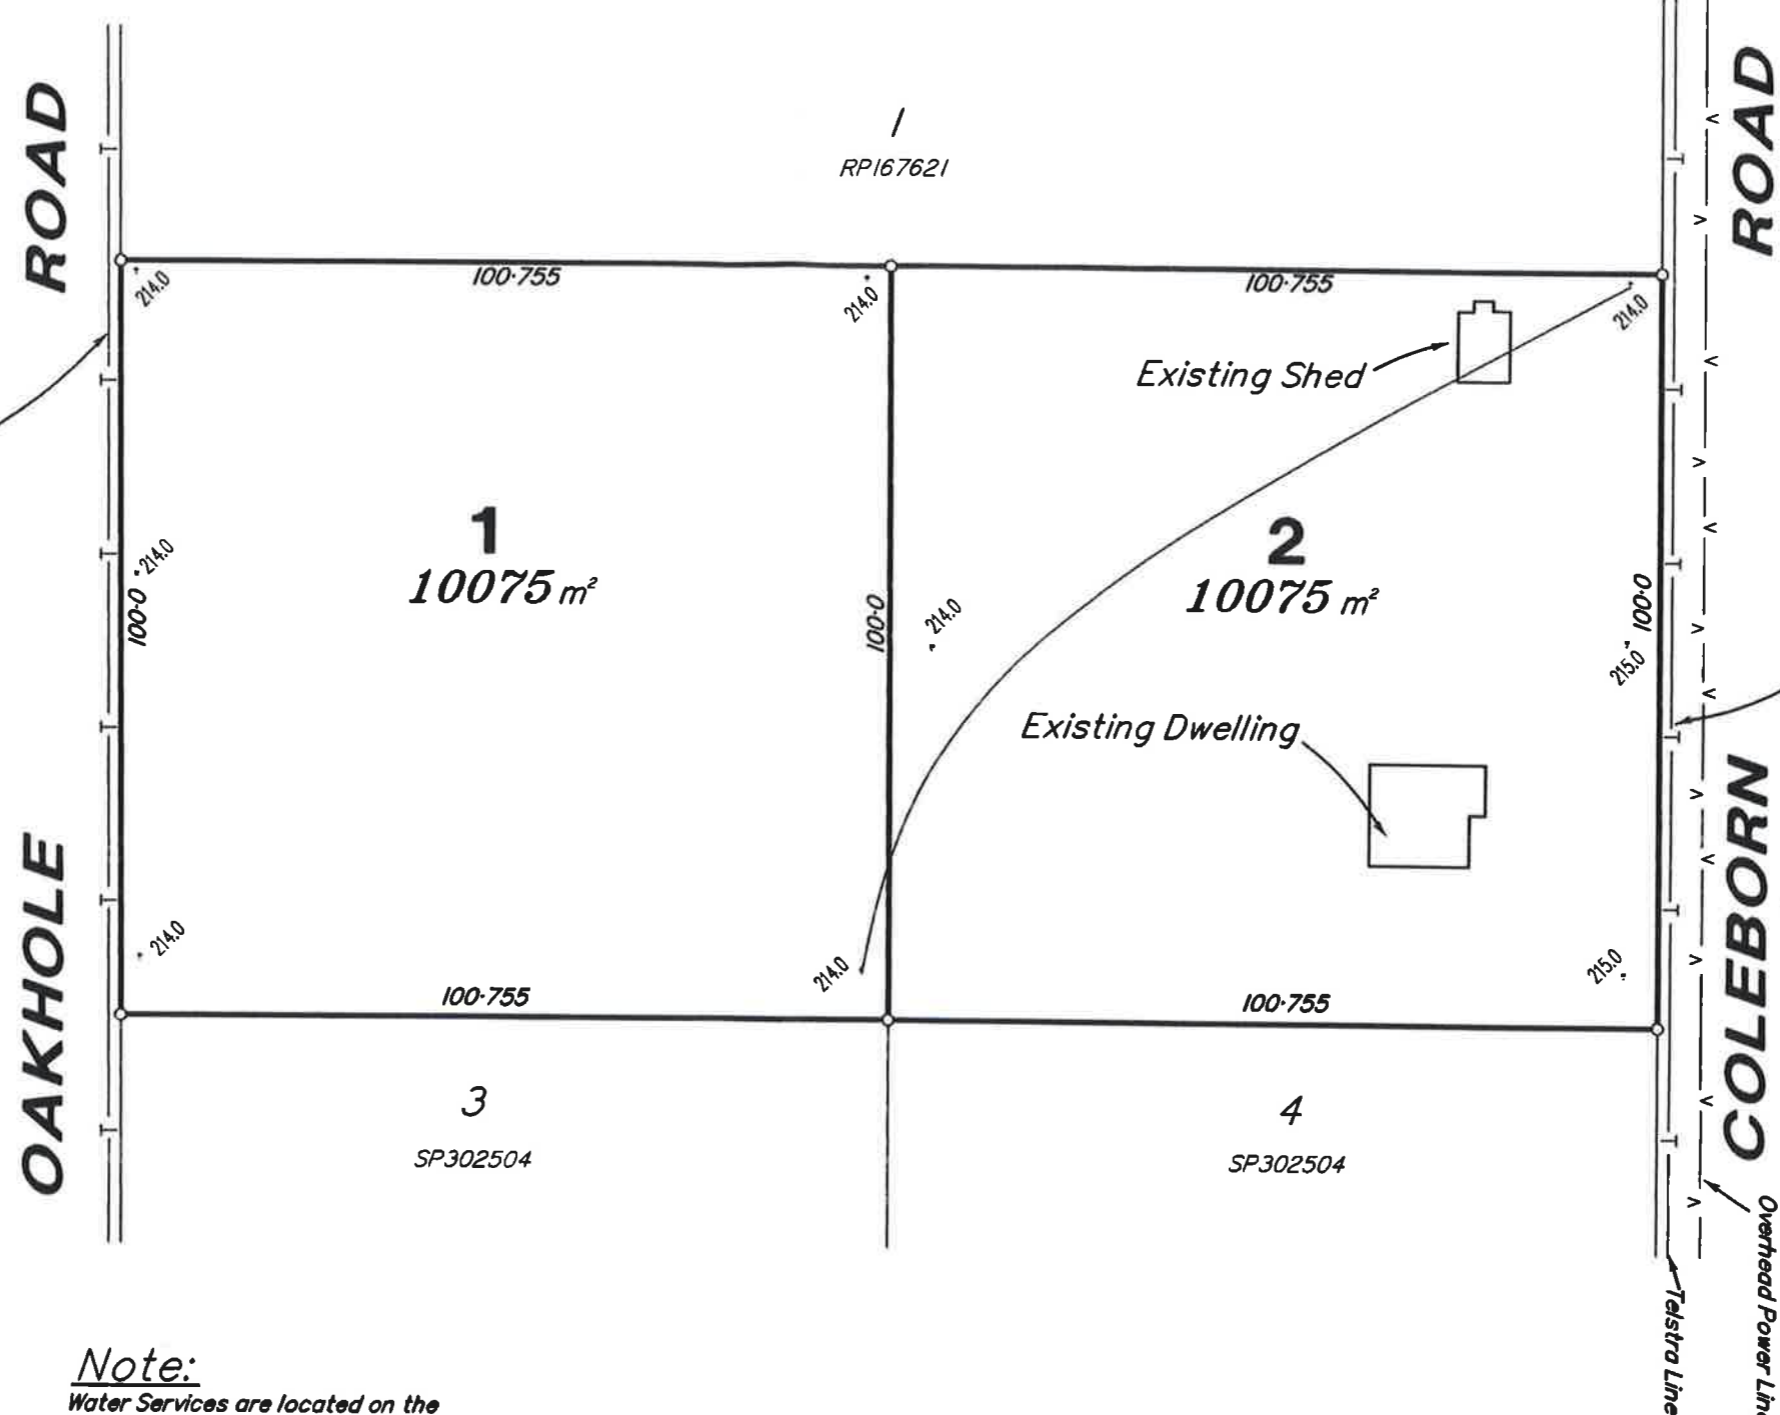 OAKHOLE ROAD
COLEBORN ROAD
1
RP167621
100·755
100·755
214.0
214.0
214.0
Existing Shed
1
10075 m²
2
10075 m²
214.0
100·0
100·0
214.0
100·0
215.0
Existing Dwelling
214.0
214.0
215.0
100·755
100·755
3
SP302504
4
SP302504
Telstra Line
Overhead Power Line
Note:
Water Services are located on the